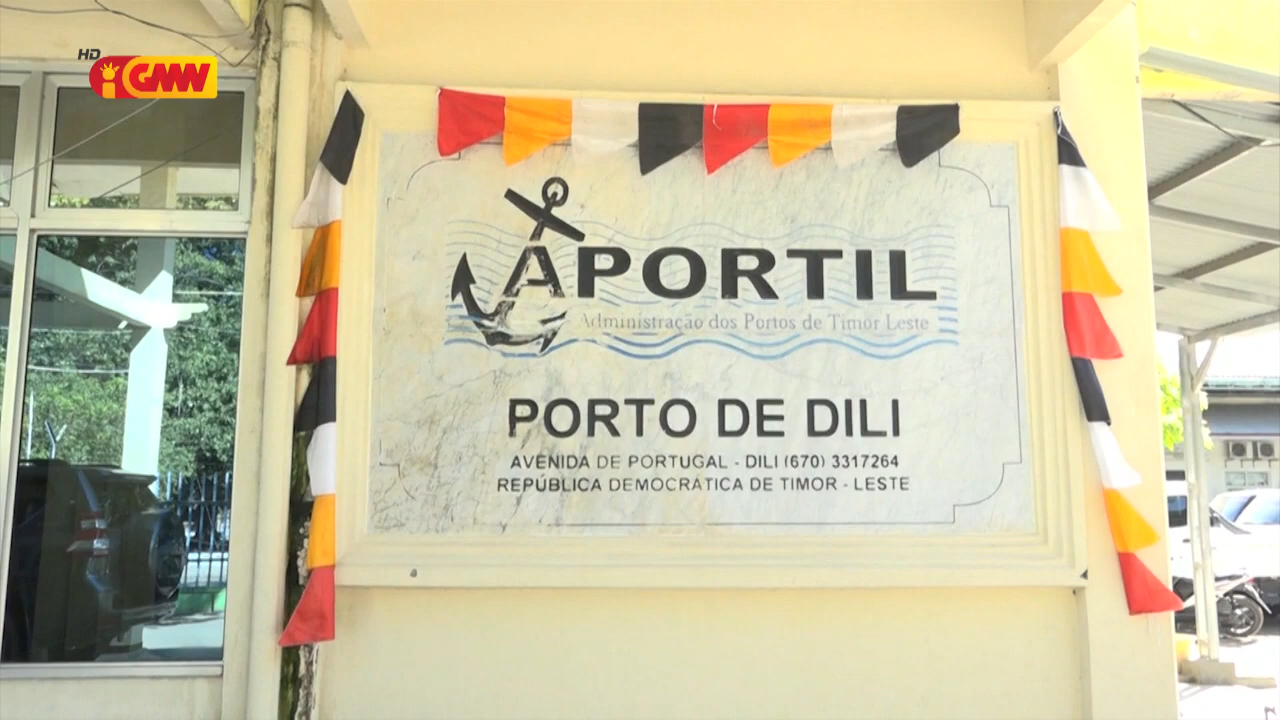 HD
GMN
APORTIL
Administração dos Portos de Timor Leste
PORTO DE DILI
AVENIDA DE PORTUGAL - DILI (670) 3317264
REPÚBLICA DEMOCRÁTICA DE TIMOR - LESTE